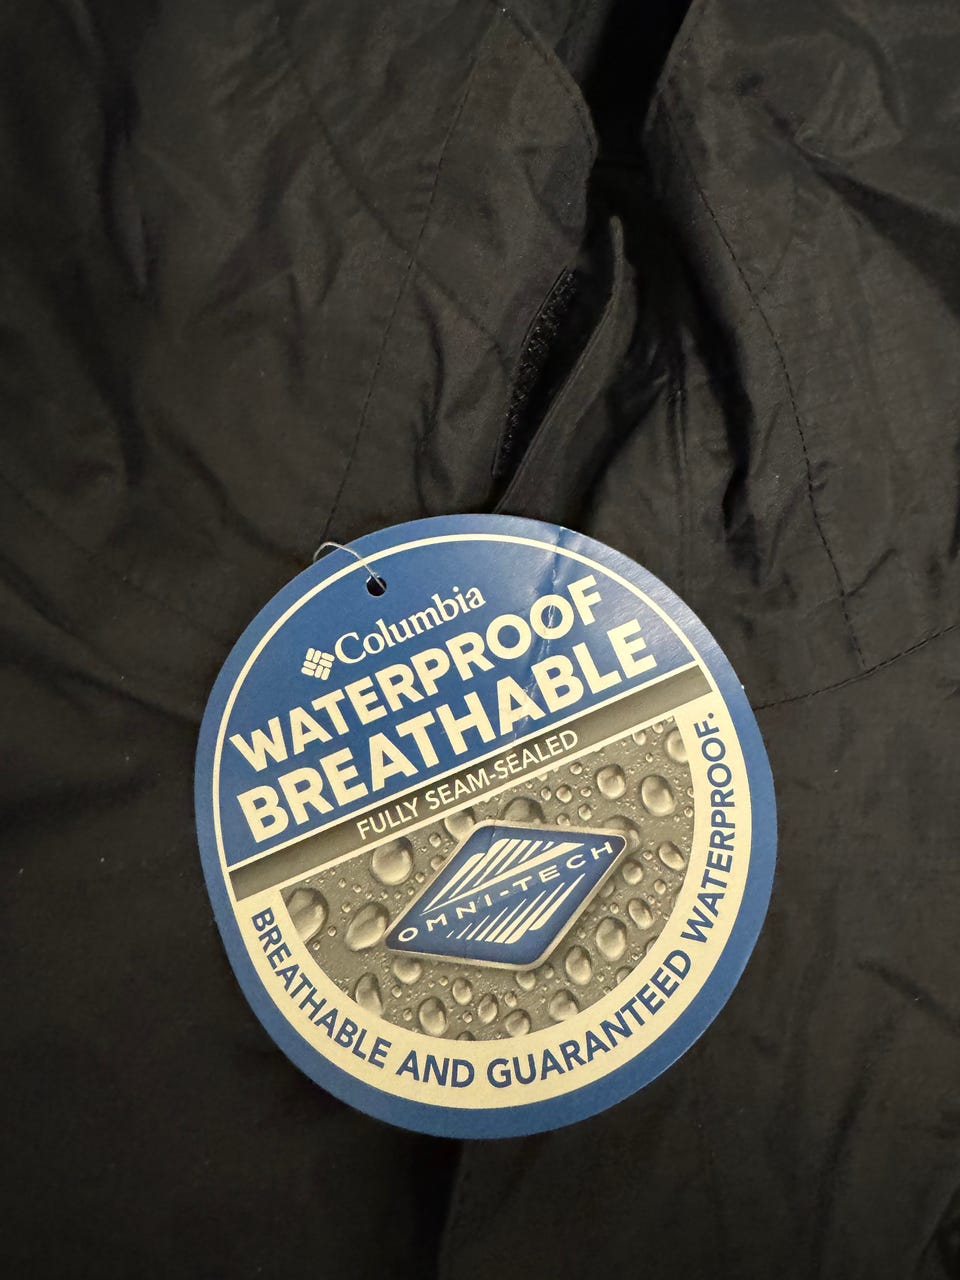 Columbia
WATERPROOF
BREATHABLE
FULLY SEAM-SEALED
OMNI-TECH
BREATHABLE AND GUARANTEED WATERPROOF.